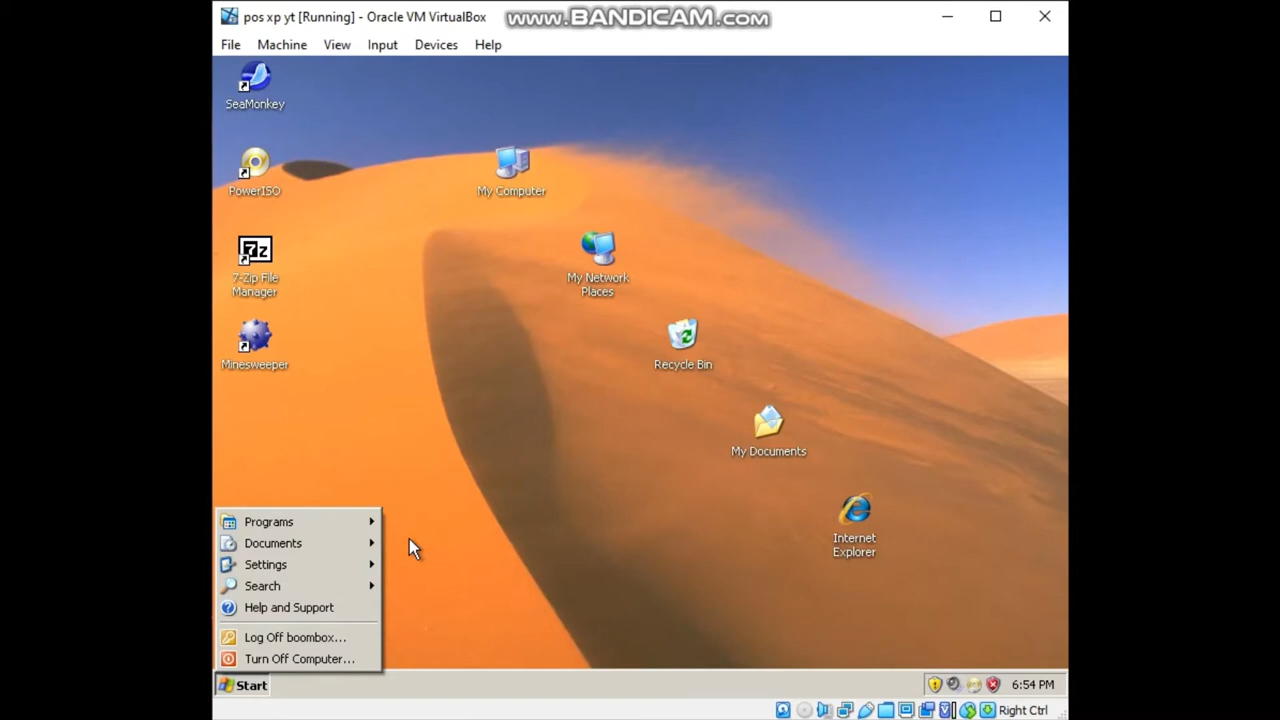 pos xp yt [Running] - Oracle VM VirtualBox
www.BANDICAM.com
File Machine View Input Devices Help
SeaMonkey
PowerISO
My Computer
7-Zip File
Manager
My Network
Places
Minesweeper
Recycle Bin
My Documents
Internet
Explorer
Programs
Documents
Settings
Search
Help and Support
Log Off boombox...
Turn Off Computer...
Start
6:54 PM
Right Ctrl